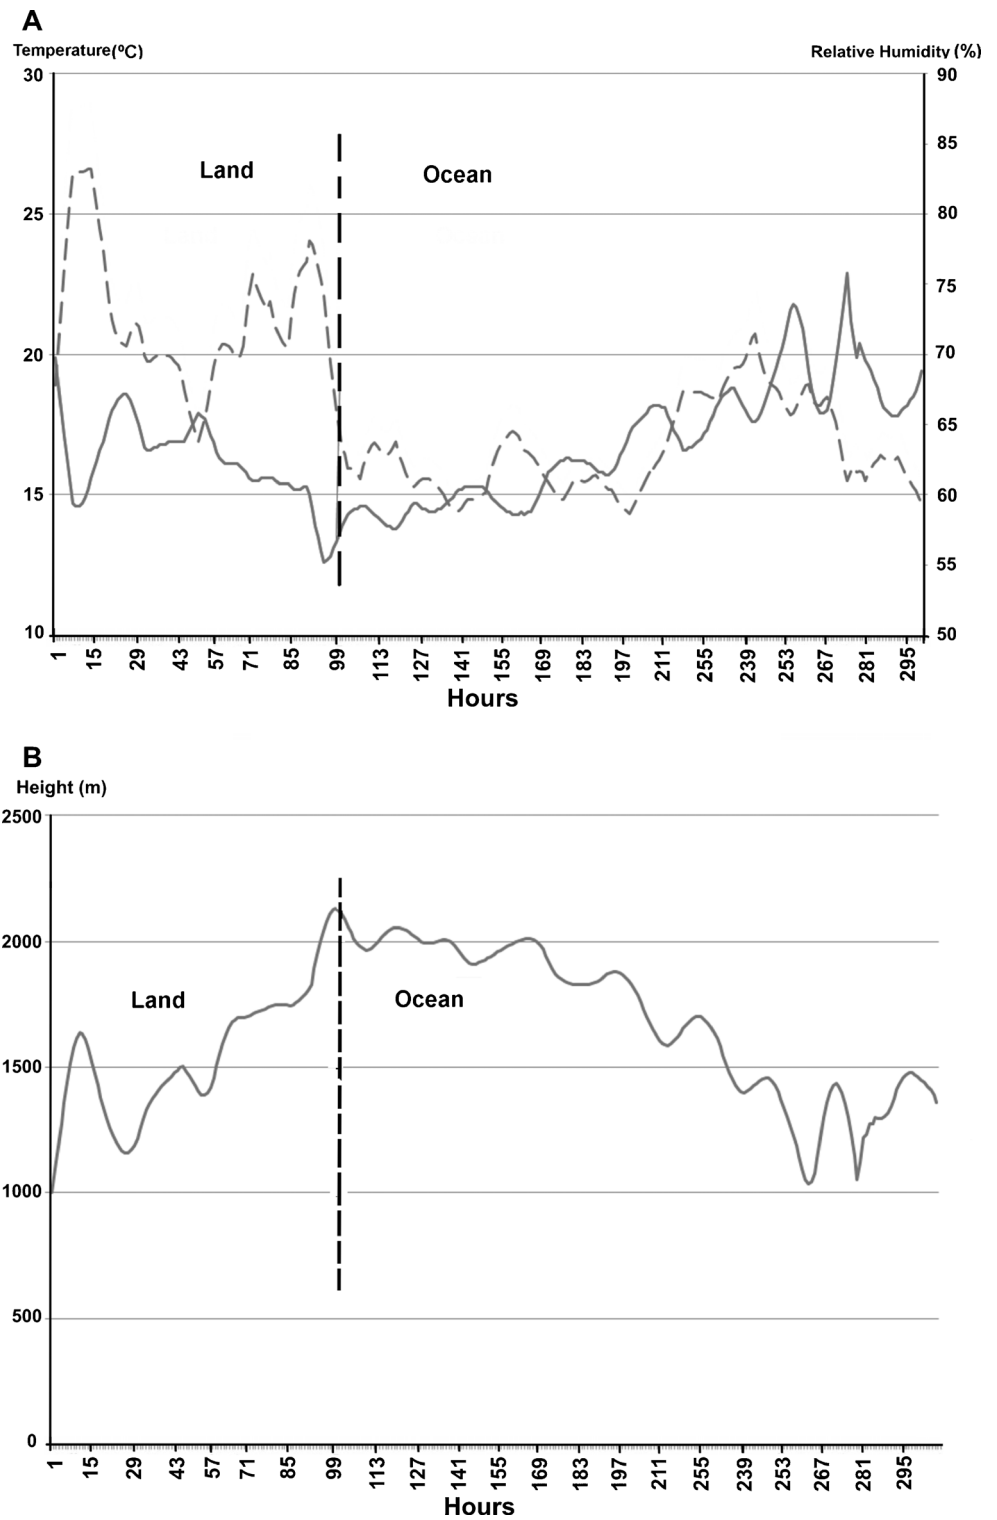 A
Temperature(ºC) Relative Humidity (%)
30 90
85
Land Ocean
25 80
75
20 70
65
15 60
55
10 50
1 15 29 43 57 71 85 99 113 127 141 155 169 183 197 211 2555 239 2553 267 281 295
Hours
B
Height (m)
2500
2000
Land Ocean
1500
1000
500
0
1 15 29 43 57 71 85 99 113 127 141 155 169 183 197 211 255 239 253 267 281 295
Hours